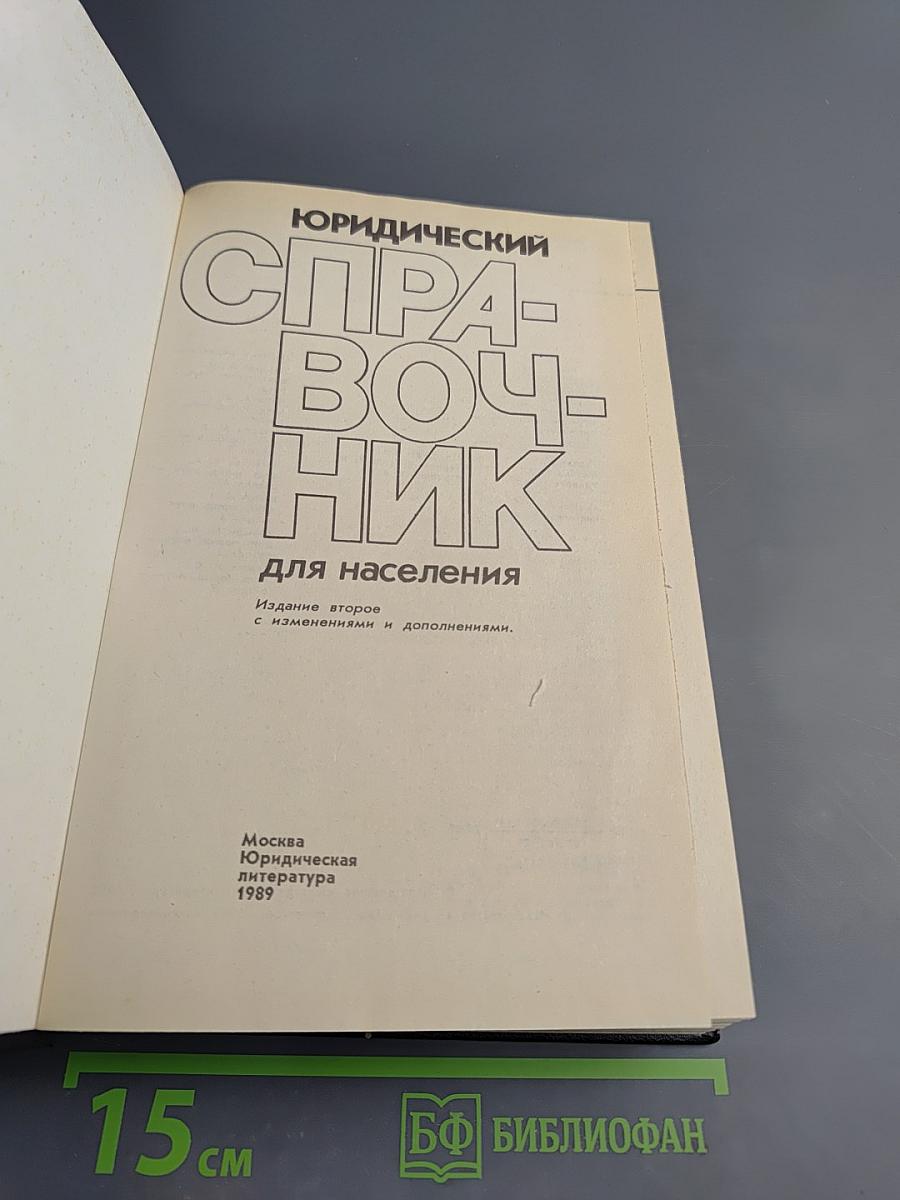 ЮРИДИЧЕСКИЙ
СПРА-
ВОЧ-
НИК
для населения
Издание второе
с изменениями и дополнениями.
Москва
Юридическая
литература
1989
15 см
БФ БИБЛИОФАН